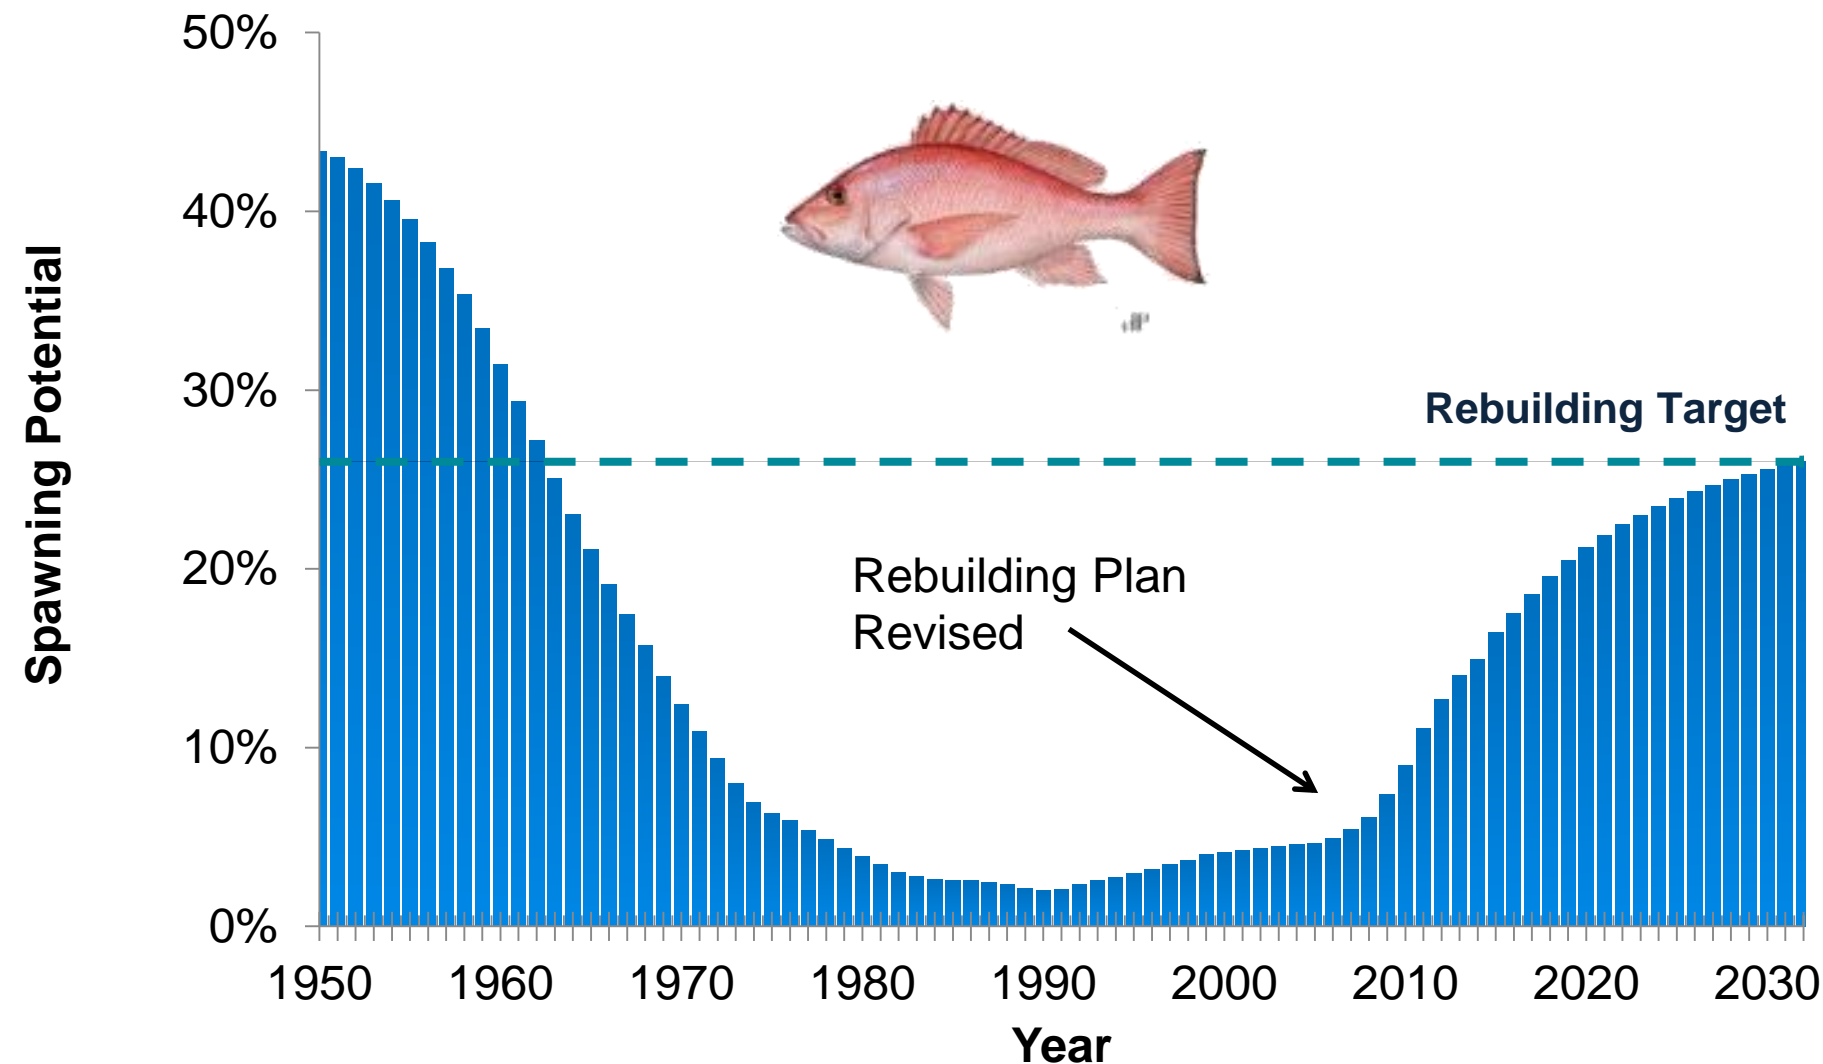 50%
40%
30%
20%
10%
0%
Spawning Potential
Rebuilding Target
Rebuilding Plan
Revised
1950 1960 1970 1980 1990 2000 2010 2020 2030
Year